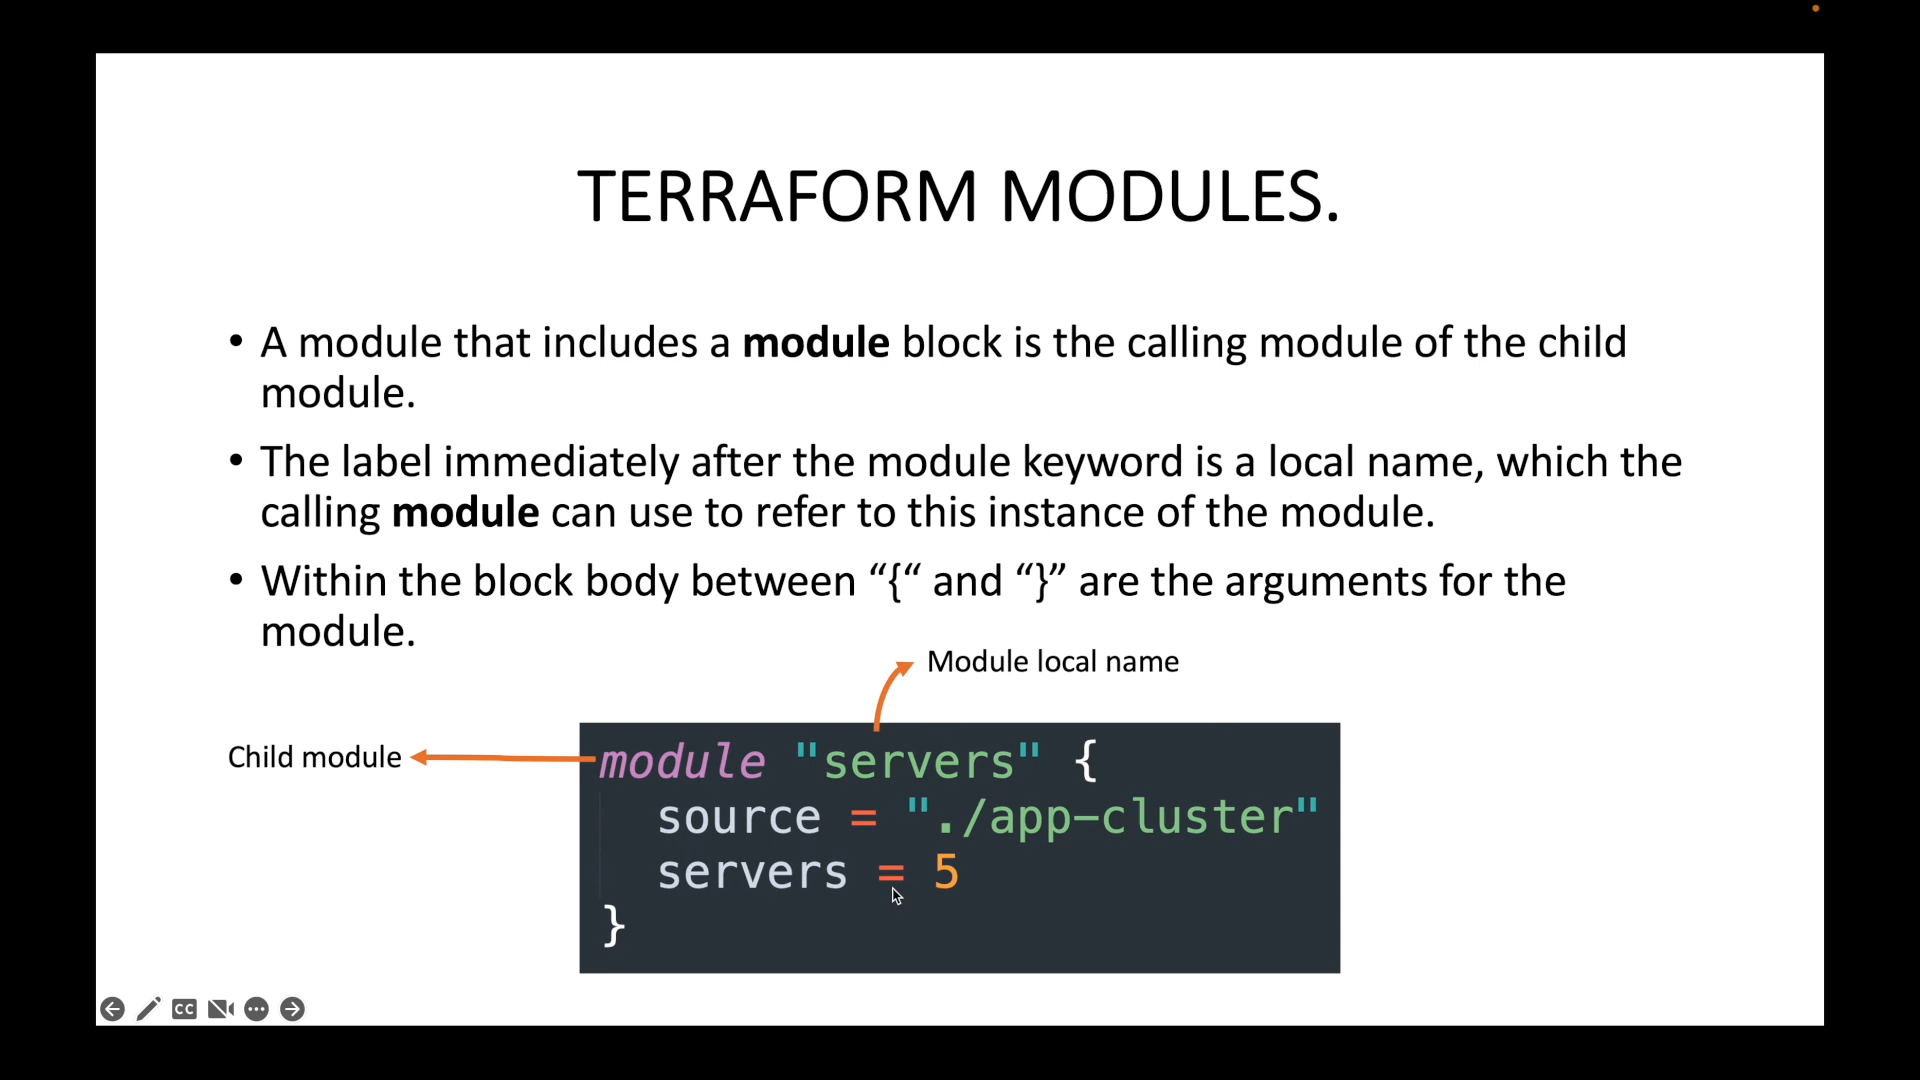 TERRAFORM MODULES.
• A module that includes a module block is the calling module of the child
module.
• The label immediately after the module keyword is a local name, which the
calling module can use to refer to this instance of the module.
• Within the block body between “{“ and “}” are the arguments for the
module.
Module local name
Child module
module "servers" {
  source = "./app-cluster"
  servers = 5
}
CC